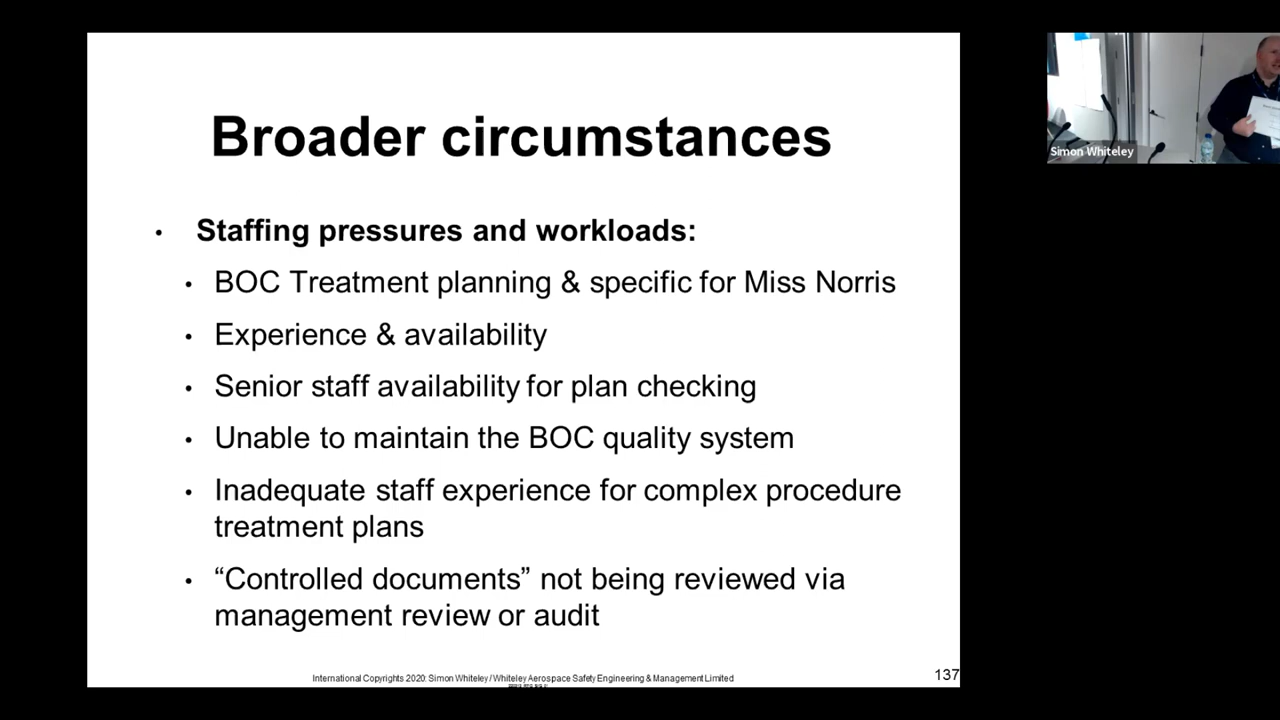 Broader circumstances
• Staffing pressures and workloads:
• BOC Treatment planning & specific for Miss Norris
• Experience & availability
• Senior staff availability for plan checking
• Unable to maintain the BOC quality system
• Inadequate staff experience for complex procedure
treatment plans
• “Controlled documents” not being reviewed via
management review or audit
International Copyrights 2020: Simon Whiteley / Whiteley Aerospace Safety Engineering & Management Limited
137
Simon Whiteley